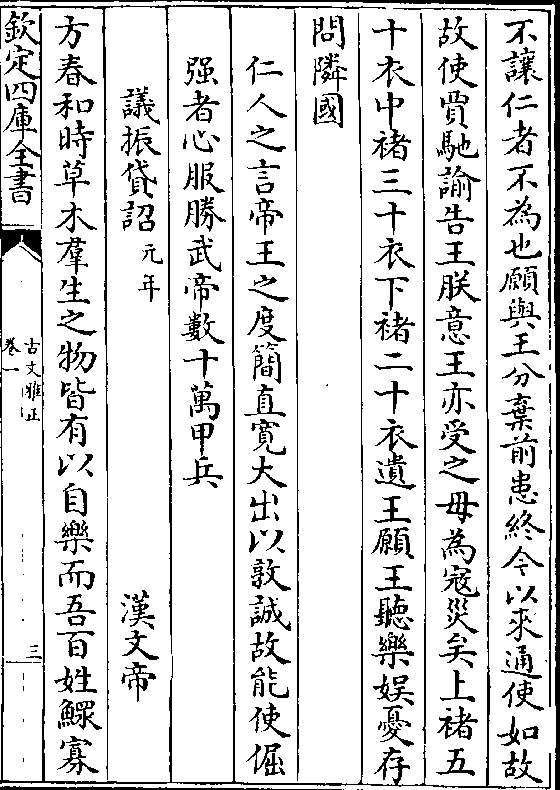 不讓仁者不為也願與王分棄前患終今以來通使如故
故使賈馳諭告王朕意王亦受之毋為寇災矣上褚五
十衣中褚三十衣下褚二十衣遺王願王聽樂娛憂存
問隣國
仁人之言帝王之度簡直寬大出以敦誠故能使倔
强者心服勝武帝數十萬甲兵
議振貸詔元年 漢文帝
方春和時草木羣生之物皆有以自樂而吾百姓鰥寡
欽定四庫全書
古文雅正
卷一
三